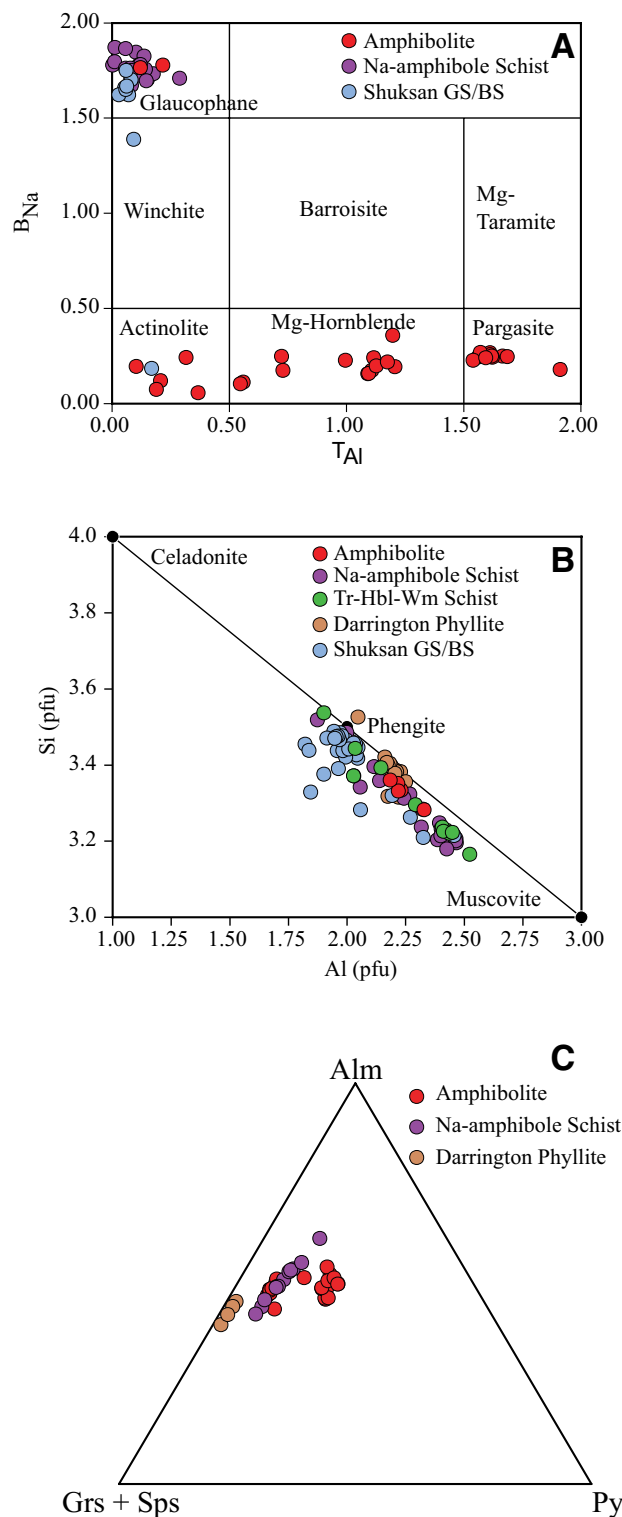 A
2.00
Amphibolite
Na-amphibole Schist
Shuksan GS/BS
Glaucophane
1.50
BNa
Winchite
Barroisite
Mg-
Taramite
1.00
0.50
Actinolite
Mg-Hornblende
Pargasite
0.00
0.00
0.50
1.00
1.50
2.00
TAl
B
4.0
Celadonite
Amphibolite
Na-amphibole Schist
Tr-Hbl-Wm Schist
Darrington Phyllite
Shuksan GS/BS
3.8
3.6
Phengite
Si (pfu)
3.4
3.2
Muscovite
3.0
1.00
1.25
1.50
1.75
2.00
2.25
2.50
2.75
3.00
Al (pfu)
C
Alm
Amphibolite
Na-amphibole Schist
Darrington Phyllite
Grs + Sps
Py